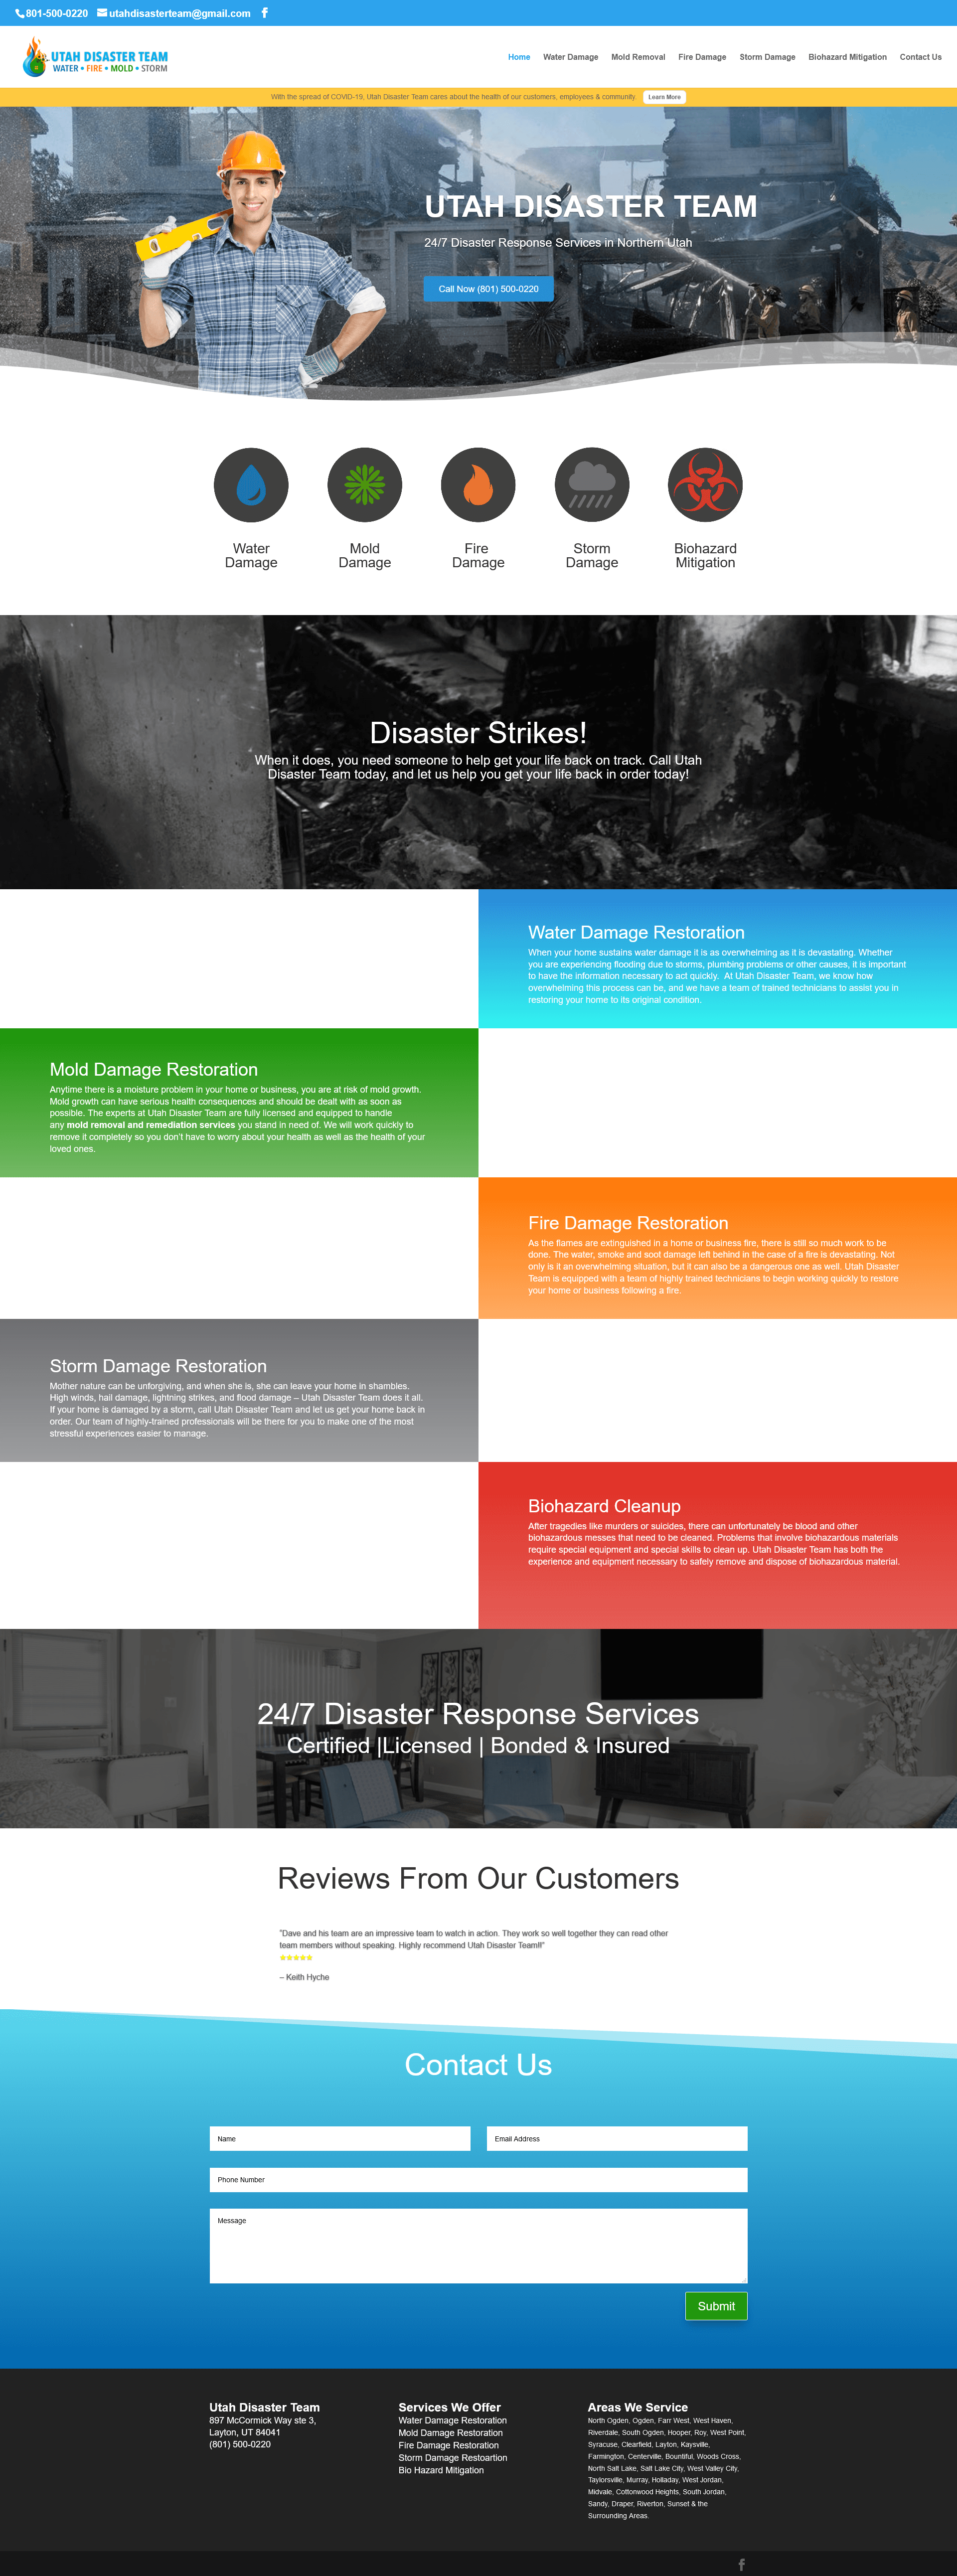 801-500-0220 utahdisasterteam@gmail.com
UTAH DISASTER TEAM
WATER • FIRE • MOLD • STORM
Home Water Damage Mold Removal Fire Damage Storm Damage Biohazard Mitigation Contact Us
With the spread of COVID-19, Utah Disaster Team cares about the health of our customers, employees & community. Learn More
UTAH DISASTER TEAM
24/7 Disaster Response Services in Northern Utah
Call Now (801) 500-0220
Water Damage
Mold Damage
Fire Damage
Storm Damage
Biohazard Mitigation
Disaster Strikes!
When it does, you need someone to help get your life back on track. Call Utah
Disaster Team today, and let us help you get your life back in order today!
Water Damage Restoration
When your home sustains water damage it is as overwhelming as it is devastating. Whether
you are experiencing flooding due to storms, plumbing problems or other causes, it is important
to have the information necessary to act quickly. At Utah Disaster Team, we know how
overwhelming this process can be, and we have a team of trained technicians to assist you in
restoring your home to its original condition.
Mold Damage Restoration
Anytime there is a moisture problem in your home or business, you are at risk of mold growth.
Mold growth can have serious health consequences and should be dealt with as soon as
possible. The experts at Utah Disaster Team are fully licensed and equipped to handle
any mold removal and remediation services you stand in need of. We will work quickly to
remove it completely so you don't have to worry about your health as well as the health of your
loved ones.
Fire Damage Restoration
As the flames are extinguished in a home or business fire, there is still so much work to be
done. The water, smoke and soot damage left behind in the case of a fire is devastating. Not
only is it an overwhelming situation, but it can also be a dangerous one as well. Utah Disaster
Team is equipped with a team of highly trained technicians to begin working quickly to restore
your home or business following a fire.
Storm Damage Restoration
Mother nature can be unforgiving, and when she is, she can leave your home in shambles.
High winds, hail damage, lightning strikes, and flood damage – Utah Disaster Team does it all.
If your home is damaged by a storm, call Utah Disaster Team and let us get your home back in
order. Our team of highly-trained professionals will be there for you to make one of the most
stressful experiences easier to manage.
Biohazard Cleanup
After tragedies like murders or suicides, there can unfortunately be blood and other
biohazardous messes that need to be cleaned. Problems that involve biohazardous materials
require special equipment and special skills to clean up. Utah Disaster Team has both the
experience and equipment necessary to safely remove and dispose of biohazardous material.
24/7 Disaster Response Services
Certified |Licensed | Bonded & Insured
Reviews From Our Customers
"Dave and his team are an impressive team to watch in action. They work so well together they can read other
team members without speaking. Highly recommend Utah Disaster Team!!"
– Keith Hyche
Contact Us
Name
Email Address
Phone Number
Message
Submit
Utah Disaster Team
897 McCormick Way ste 3,
Layton, UT 84041
(801) 500-0220
Services We Offer
Water Damage Restoration
Mold Damage Restoration
Fire Damage Restoration
Storm Damage Restoartion
Bio Hazard Mitigation
Areas We Service
North Ogden, Ogden, Farr West, West Haven,
Riverdale, South Ogden, Hooper, Roy, West Point,
Syracuse, Clearfield, Layton, Kaysville,
Farmington, Centerville, Bountiful, Woods Cross,
North Salt Lake, Salt Lake City, West Valley City,
Taylorsville, Murray, Holladay, West Jordan,
Midvale, Cottonwood Heights, South Jordan,
Sandy, Draper, Riverton, Sunset & the
Surrounding Areas.